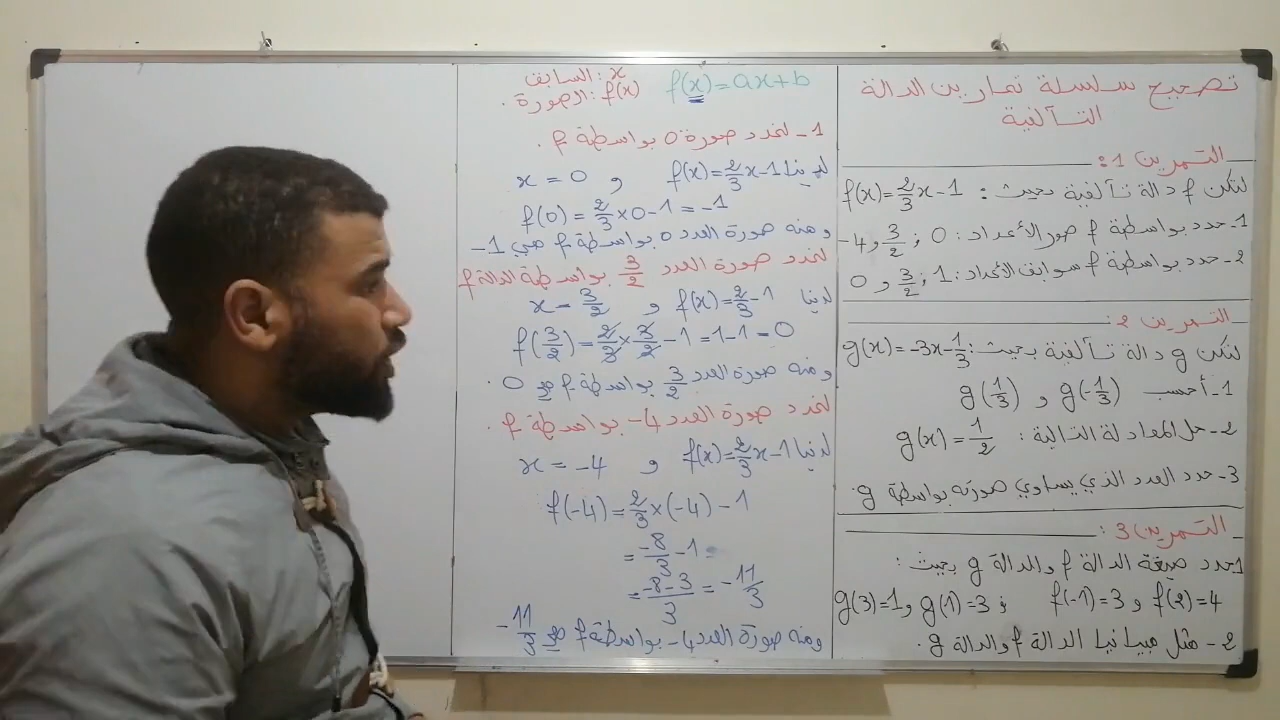 تصحيح سلسلة تمارين الدالة
التآلفية
التمرين 1:
لتكن f دالة تآلفية بحيث: f(x)=2/3x-1
1- حدد بواسطة f صور الأعداد: 0 ; 3/2 و 4-
2- حدد بواسطة f سوابق الأعداد: 1 ; 3/2 و 0
التمرين 2:
لتكن g دالة تآلفية بحيث: g(x)=-3x-1/3
1- أحسب g(-1/3) و g(1/3)
2- حل المعادلة التالية: g(x)=1/2
3- حدد العدد الذي يساوي صورته بواسطة g.
التمرين 3:
1- حدد صيغة الدالة f والدالة g بحيث:
f(2)=4 و f(-1)=3 ; g(1)=3 و g(3)=1
2- مثل مبيانيا الدالة f والدالة g.
f(x)=ax+b
x: السابق
f(x): الصورة.
1- لنحدد صورة 0 بواسطة f.
لدينا f(x)=2/3x-1 و x=0
f(0)=2/3×0-1=-1
ومنه صورة العدد 0 بواسطة f هي 1-
لنحدد صورة العدد 3/2 بواسطة الدالة f
لدينا f(x)=2/3-1 و x=3/2
f(3/2)=2/3×3/2-1=1-1=0
ومنه صورة العدد 3/2 بواسطة f هي 0.
لنحدد صورة العدد 4- بواسطة f.
لدينا f(x)=2/3x-1 و x=-4
f(-4)=2/3×(-4)-1
=-8/3-1
=-8-3/3=-11/3
ومنه صورة العدد 4- بواسطة f هي -11/3